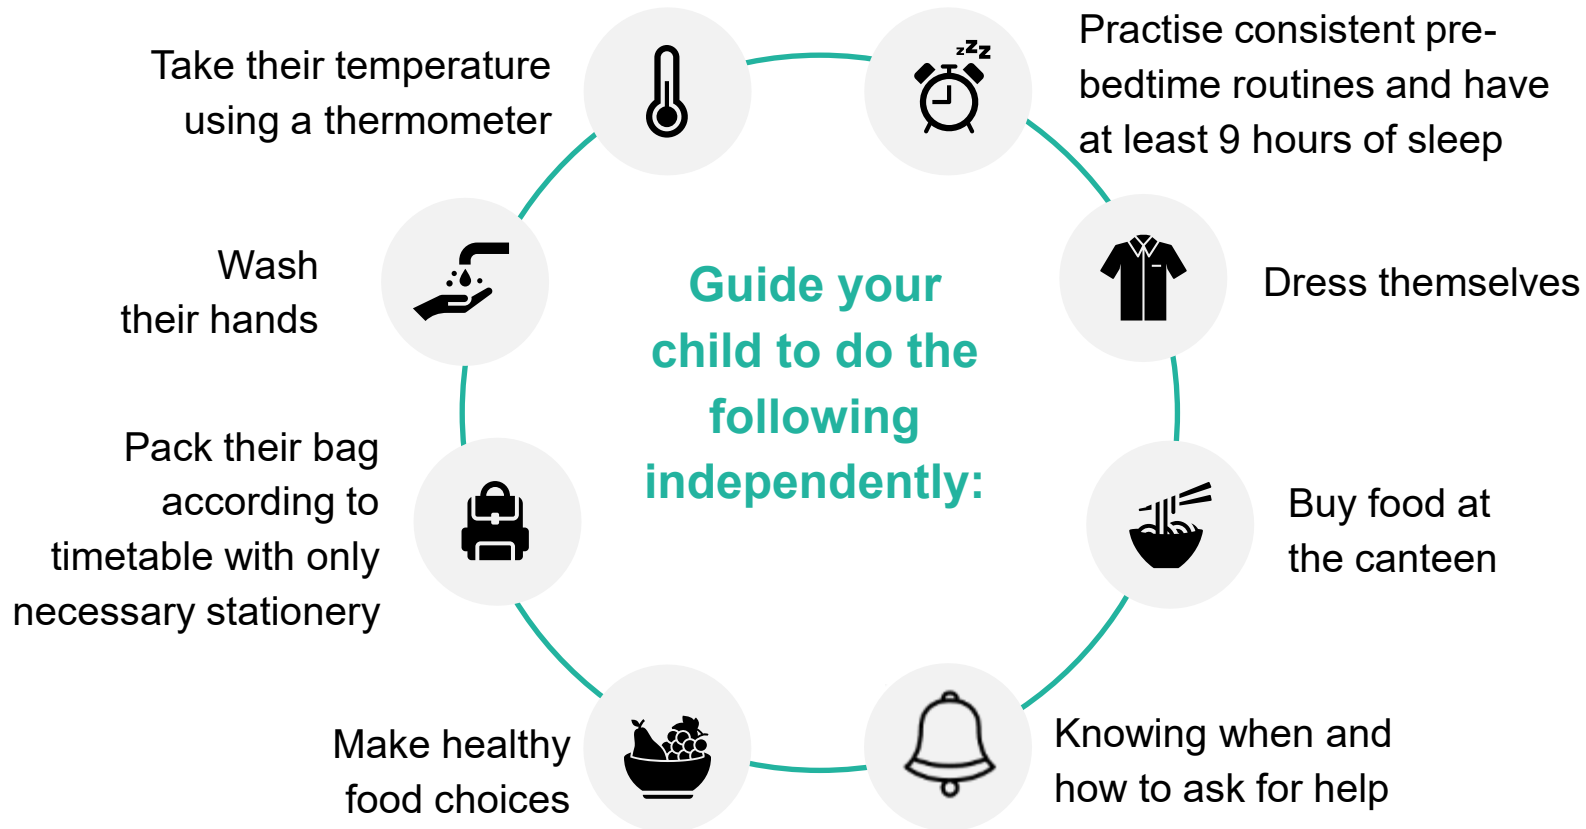 Guide your
child to do the
following
independently:
Practise consistent pre-
bedtime routines and have
at least 9 hours of sleep
Dress themselves
Buy food at
the canteen
Knowing when and
how to ask for help
Make healthy
food choices
Pack their bag
according to
timetable with only
necessary stationery
Wash
their hands
Take their temperature
using a thermometer
zzz